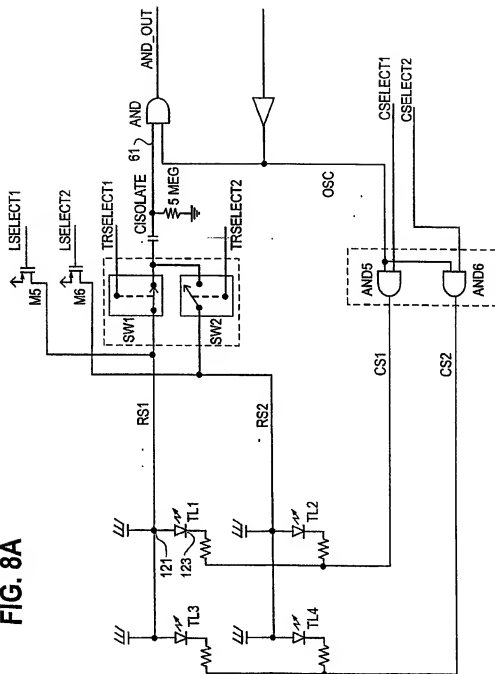 FIG. 8A
LSELECT1
M5
LSELECT2
M6
TRSELECT1
SW1
SW2
TRSELECT2
CISOLATE
5 MEG
61
AND
AND_OUT
OSC
CSELECT1
CSELECT2
AND5
AND6
RS1
RS2
CS1
CS2
121
123
TL1
TL2
TL3
TL4